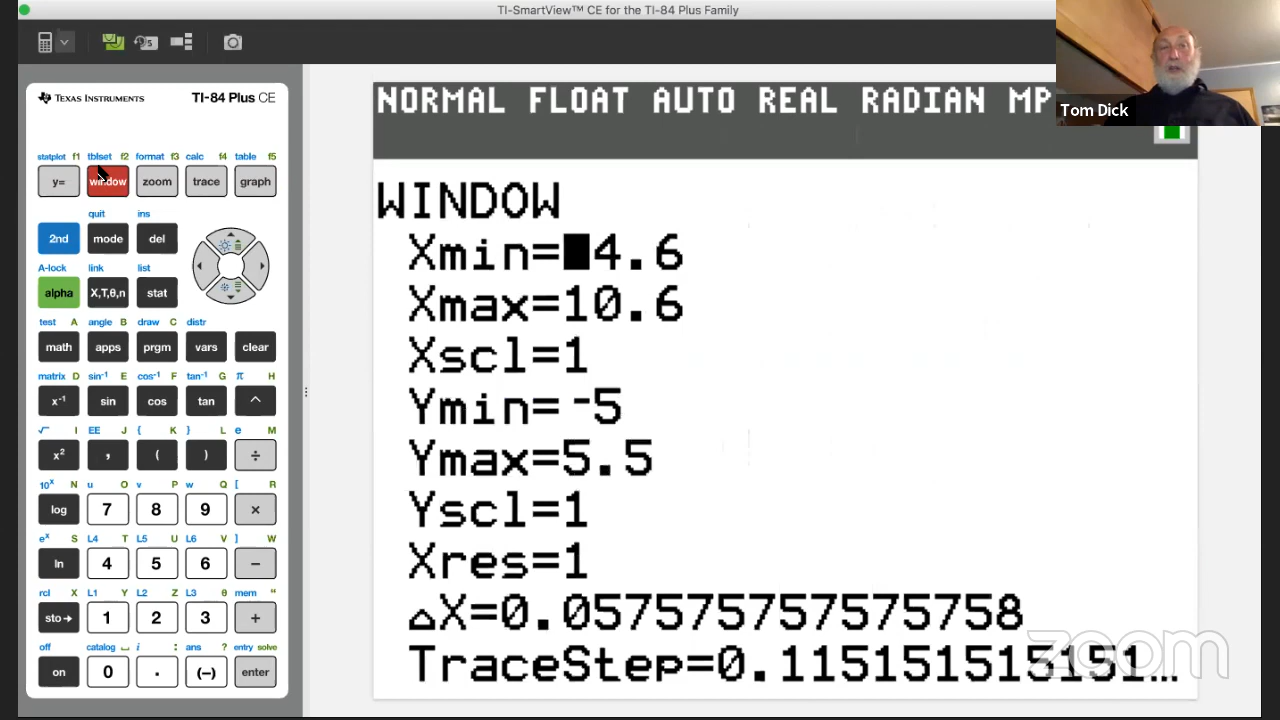 TI-SmartView™ CE for the TI-84 Plus Family
Tom Dick
TEXAS INSTRUMENTS TI-84 Plus CE
statplot f1 tblset f2 format f3 calc f4 table f5
y= window zoom trace graph
quit ins
2nd mode del
A-lock link list
alpha X,T,θ,n stat
test A angle B draw C distr
math apps prgm vars clear
matrix D sin⁻¹ E cos⁻¹ F tan⁻¹ G π H
x⁻¹ sin cos tan ^
√ I EE J { K } L e M
x² , ( ) ÷
10ˣ N u O v P w Q [ R
log 7 8 9 ×
eˣ S L4 T L5 U L6 V ] W
ln 4 5 6 −
rcl X L1 Y L2 Z L3 θ mem "
sto→ 1 2 3 +
off catalog ⎵ i : ans ? entry solve
on 0 . (−) enter
NORMAL FLOAT AUTO REAL RADIAN MP
WINDOW
Xmin=█4.6
Xmax=10.6
Xscl=1
Ymin=-5
Ymax=5.5
Yscl=1
Xres=1
△X=0.057575757575758
TraceStep=0.115151515151…
zoom